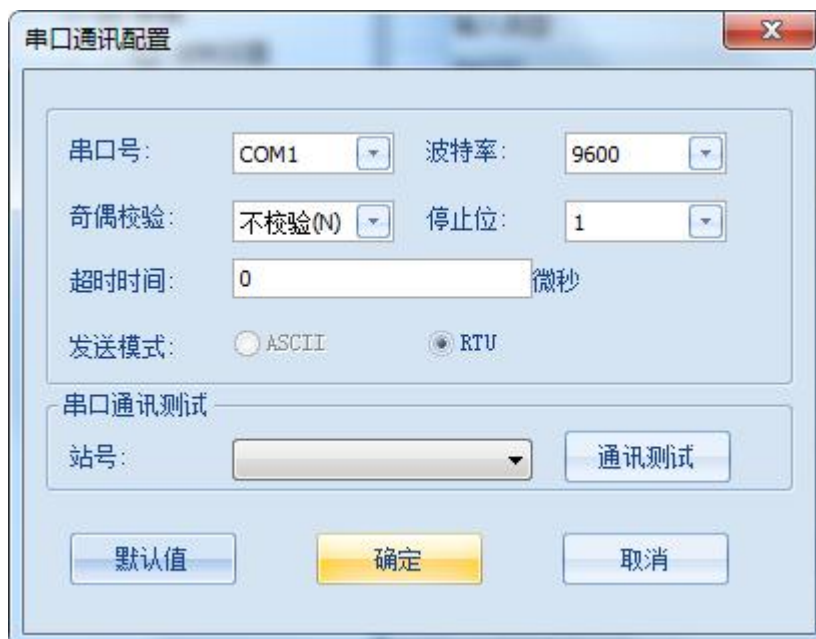 串口通讯配置
串口号: COM1 波特率: 9600
奇偶校验: 不校验(N) 停止位: 1
超时时间: 0 微秒
发送模式: ASCII RTU
串口通讯测试
站号: 通讯测试
默认值 确定 取消